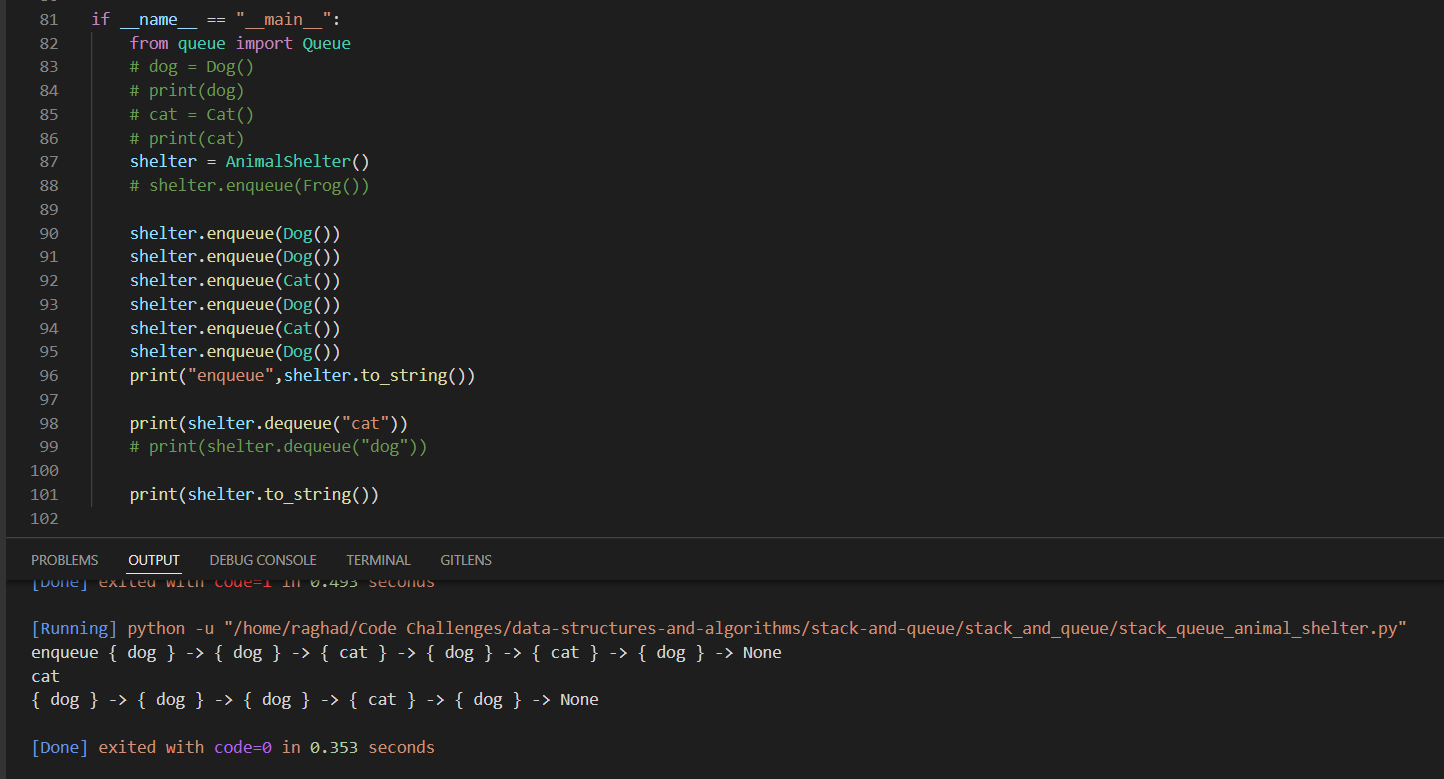 81 if __name__ == "__main__":
82 from queue import Queue
83 # dog = Dog()
84 # print(dog)
85 # cat = Cat()
86 # print(cat)
87 shelter = AnimalShelter()
88 # shelter.enqueue(Frog())
89
90 shelter.enqueue(Dog())
91 shelter.enqueue(Dog())
92 shelter.enqueue(Cat())
93 shelter.enqueue(Dog())
94 shelter.enqueue(Cat())
95 shelter.enqueue(Dog())
96 print("enqueue",shelter.to_string())
97
98 print(shelter.dequeue("cat"))
99 # print(shelter.dequeue("dog"))
100
101 print(shelter.to_string())
102
PROBLEMS OUTPUT DEBUG CONSOLE TERMINAL GITLENS
[Done] exited with code=1 in 0.493 seconds
[Running] python -u "/home/raghad/Code Challenges/data-structures-and-algorithms/stack-and-queue/stack_and_queue/stack_queue_animal_shelter.py"
enqueue { dog } -> { dog } -> { cat } -> { dog } -> { cat } -> { dog } -> None
cat
{ dog } -> { dog } -> { dog } -> { cat } -> { dog } -> None
[Done] exited with code=0 in 0.353 seconds